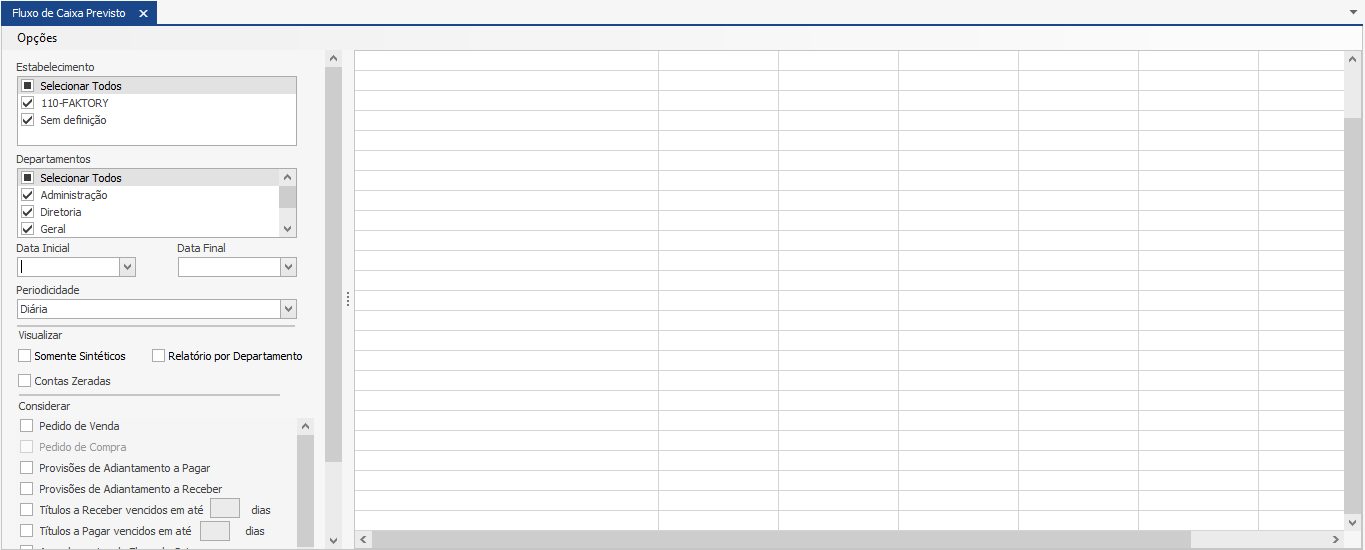 Fluxo de Caixa Previsto
Opções
Estabelecimento
Selecionar Todos
110-FAKTORY
Sem definição
Departamentos
Selecionar Todos
Administração
Diretoria
Geral
Data Inicial Data Final
Periodicidade
Diária
Visualizar
Somente Sintéticos Relatório por Departamento
Contas Zeradas
Considerar
Pedido de Venda
Pedido de Compra
Provisões de Adiantamento a Pagar
Provisões de Adiantamento a Receber
Títulos a Receber vencidos em até dias
Títulos a Pagar vencidos em até dias